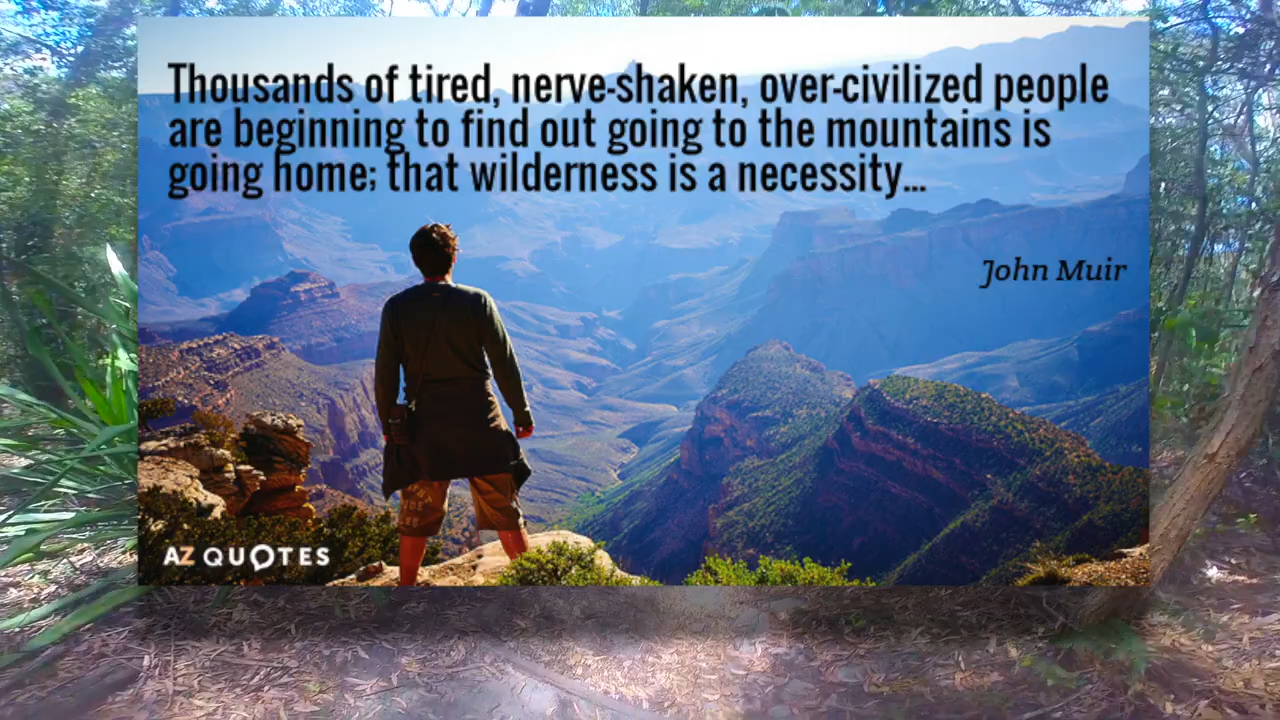 Thousands of tired, nerve-shaken, over-civilized people
are beginning to find out going to the mountains is
going home; that wilderness is a necessity...
John Muir
AZ QUOTES